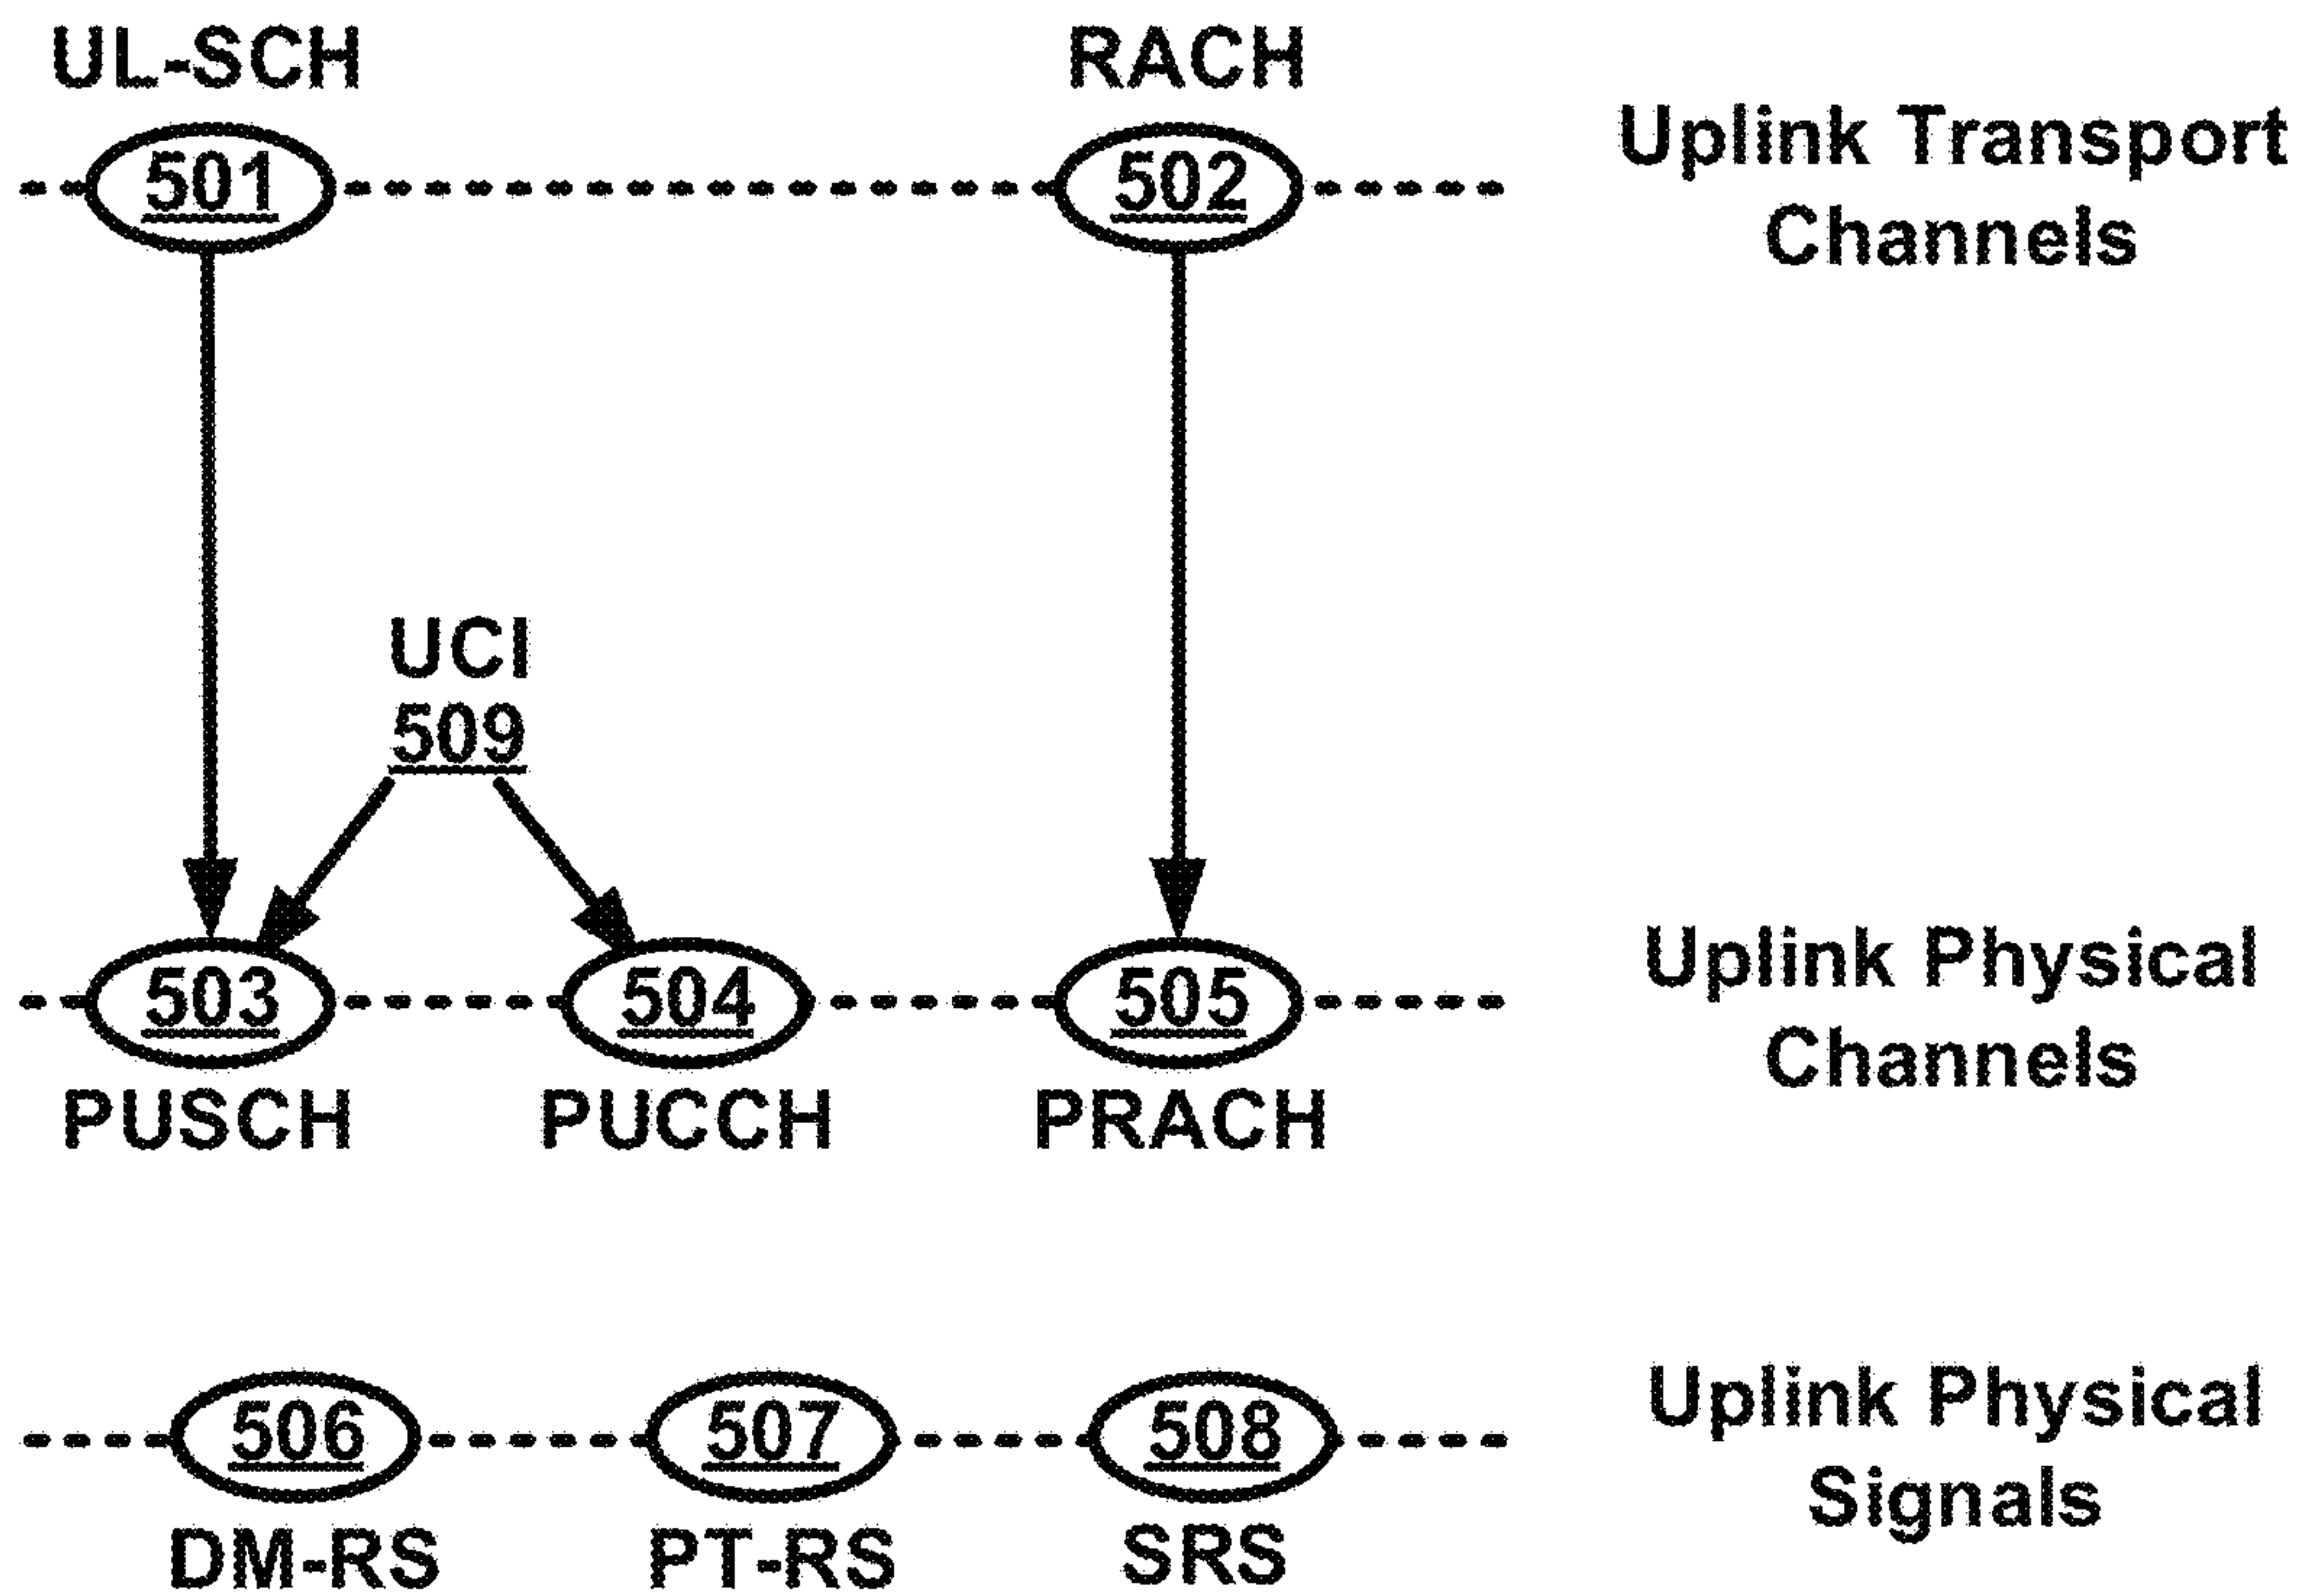 UL-SCH
RACH
501
502
Uplink Transport
Channels
UCI
509
503
504
505
Uplink Physical
Channels
PUSCH
PUCCH
PRACH
506
507
508
Uplink Physical
Signals
DM-RS
PT-RS
SRS